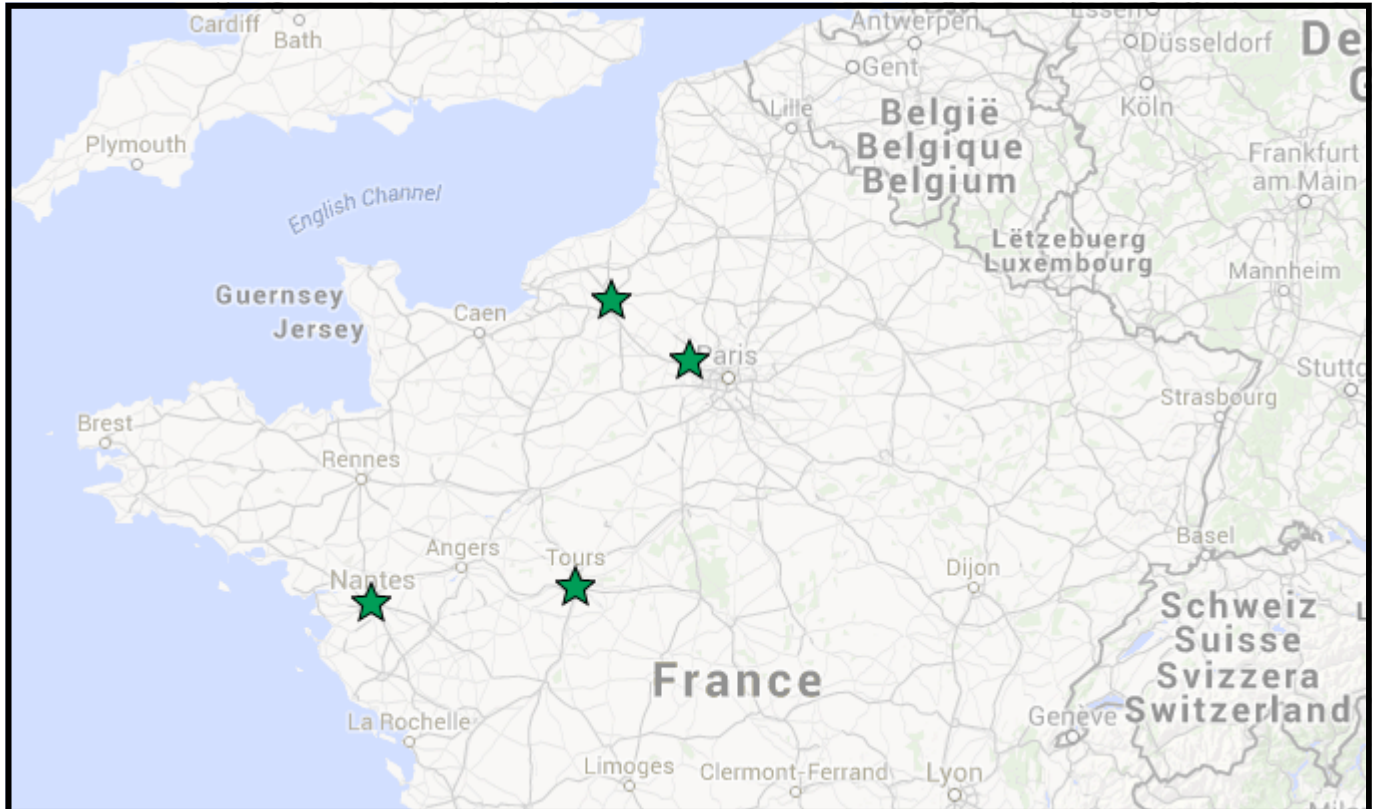 Cardiff
Bath
Plymouth
English Channel
Guernsey
Jersey
Caen
Brest
Rennes
Angers
Nantes
Tours
La Rochelle
Limoges
Clermont-Ferrand
Lyon
France
Paris
Lille
Antwerpen
Gent
België
Belgique
Belgium
Essen
Düsseldorf
Köln
De
G
Frankfurt
am Main
Lëtzebuerg
Luxembourg
Mannheim
Stuttg
Strasbourg
Basel
Dijon
Schweiz
Suisse
Svizzera
Switzerland
Genève